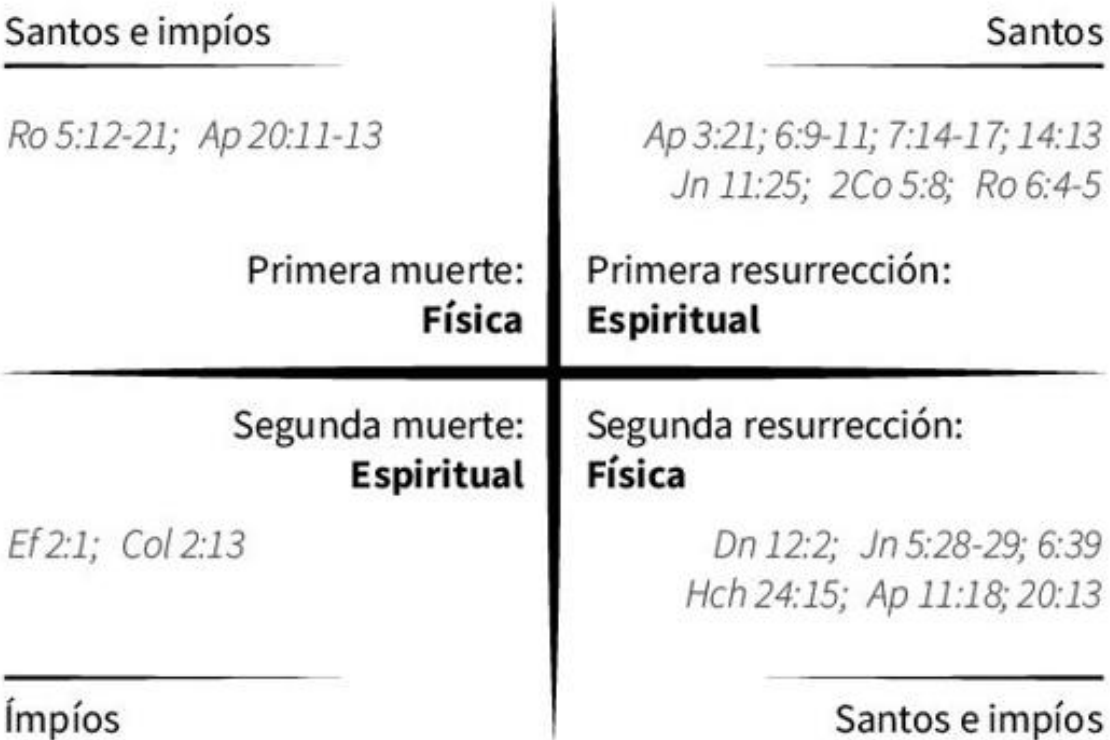 Santos e impíos
Ro 5:12-21; Ap 20:11-13
Primera muerte:
Física
Santos
Ap 3:21; 6:9-11; 7:14-17; 14:13
Jn 11:25; 2Co 5:8; Ro 6:4-5
Primera resurrección:
Espiritual
Segunda muerte:
Espiritual
Ef 2:1; Col 2:13
Ímpíos
Segunda resurrección:
Física
Dn 12:2; Jn 5:28-29; 6:39
Hch 24:15; Ap 11:18; 20:13
Santos e impíos